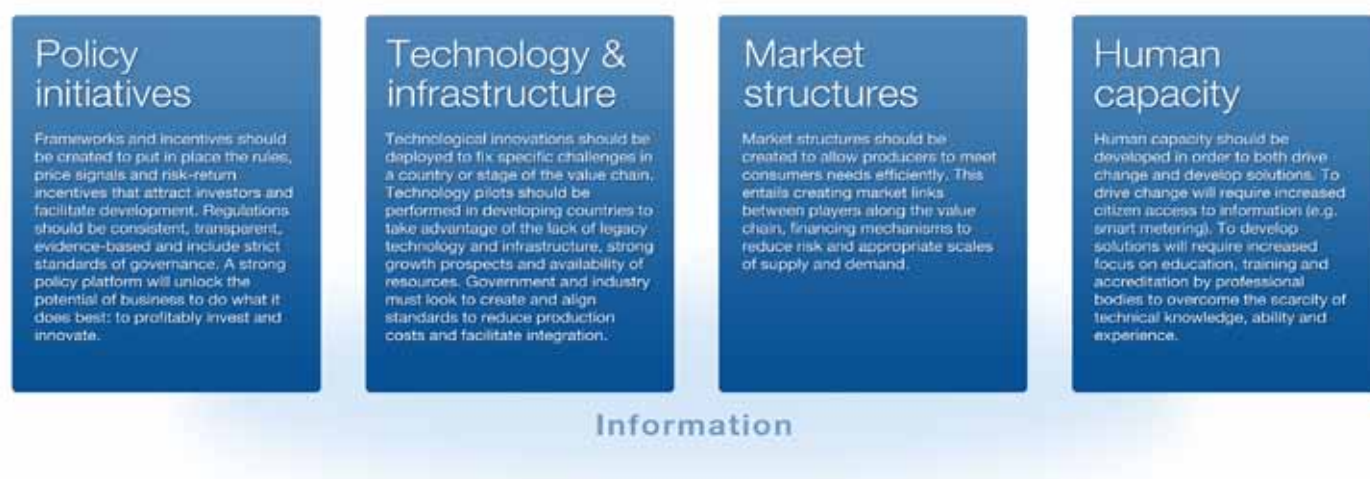 Policy
initiatives
Frameworks and incentives should
be created to put in place the rules,
price signals and risk-return
incentives that attract investors and
facilitate development. Regulations
should be consistent, transparent,
evidence-based and include strict
standards of governance. A strong
policy platform will unlock the
potential of business to do what it
does best: to profitably invest and
innovate.
Technology &
infrastructure
Technological innovations should be
deployed to fix specific challenges in
a country or stage of the value chain.
Technology pilots should be
performed in developing countries to
take advantage of the lack of legacy
technology and infrastructure, strong
growth prospects and availability of
resources. Government and industry
must look to create and align
standards to reduce production
costs and facilitate integration.
Market
structures
Market structures should be
created to allow producers to meet
consumers needs efficiently. This
entails creating market links
between players along the value
chain, financing mechanisms to
reduce risk and appropriate scales
of supply and demand.
Human
capacity
Human capacity should be
developed in order to both drive
change and develop solutions. To
drive change will require increased
citizen access to information (e.g.
smart metering). To develop
solutions will require increased
focus on education, training and
accreditation by professional
bodies to overcome the scarcity of
technical knowledge, ability and
experience.
Information